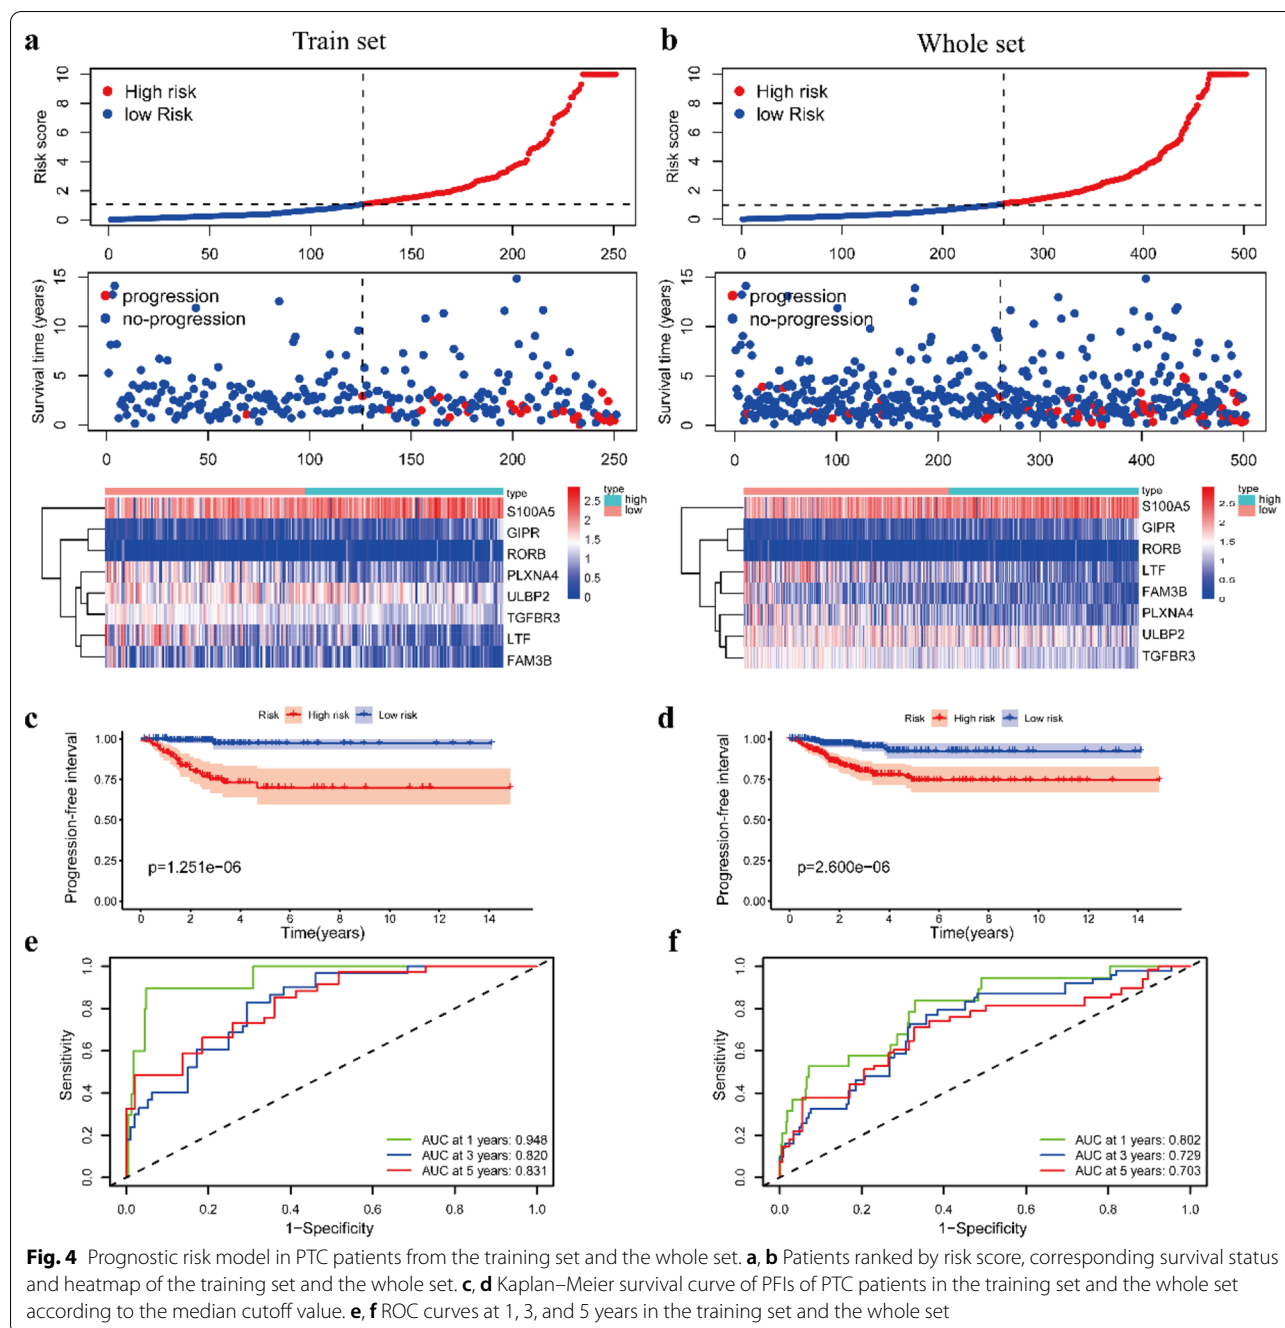 a
Train set
b
Whole set
High risk
low Risk
Risk score
10
8
6
4
2
0
0 50 100 150 200 250
High risk
low Risk
Risk score
10
8
6
4
2
0
0 100 200 300 400 500
progression
no-progression
Survival time (years)
15
10
5
0
0 50 100 150 200 250
progression
no-progression
Survival time (years)
15
10
5
0
0 100 200 300 400 500
type
S100A5
GIPR
RORB
PLXNA4
ULBP2
TGFBR3
LTF
FAM3B
2.5
2
1.5
1
0.5
0
type
high
low
type
S100A5
GIPR
RORB
LTF
FAM3B
PLXNA4
ULBP2
TGFBR3
2.5
2
1.5
1
0.5
0
type
high
low
c
Risk High risk Low risk
Progression-free interval
1.00
0.75
0.50
0.25
0.00
p=1.251e-06
0 2 4 6 8 10 12 14
Time(years)
d
Risk High risk Low risk
Progression-free interval
1.00
0.75
0.50
0.25
0.00
p=2.600e-06
0 2 4 6 8 10 12 14
Time(years)
e
Sensitivity
1.0
0.8
0.6
0.4
0.2
0.0
AUC at 1 years: 0.948
AUC at 3 years: 0.820
AUC at 5 years: 0.831
0.0 0.2 0.4 0.6 0.8 1.0
1-Specificity
f
Sensitivity
1.0
0.8
0.6
0.4
0.2
0.0
AUC at 1 years: 0.802
AUC at 3 years: 0.729
AUC at 5 years: 0.703
0.0 0.2 0.4 0.6 0.8 1.0
1-Specificity
Fig. 4 Prognostic risk model in PTC patients from the training set and the whole set. a, b Patients ranked by risk score, corresponding survival status
and heatmap of the training set and the whole set. c, d Kaplan–Meier survival curve of PFIs of PTC patients in the training set and the whole set
according to the median cutoff value. e, f ROC curves at 1, 3, and 5 years in the training set and the whole set